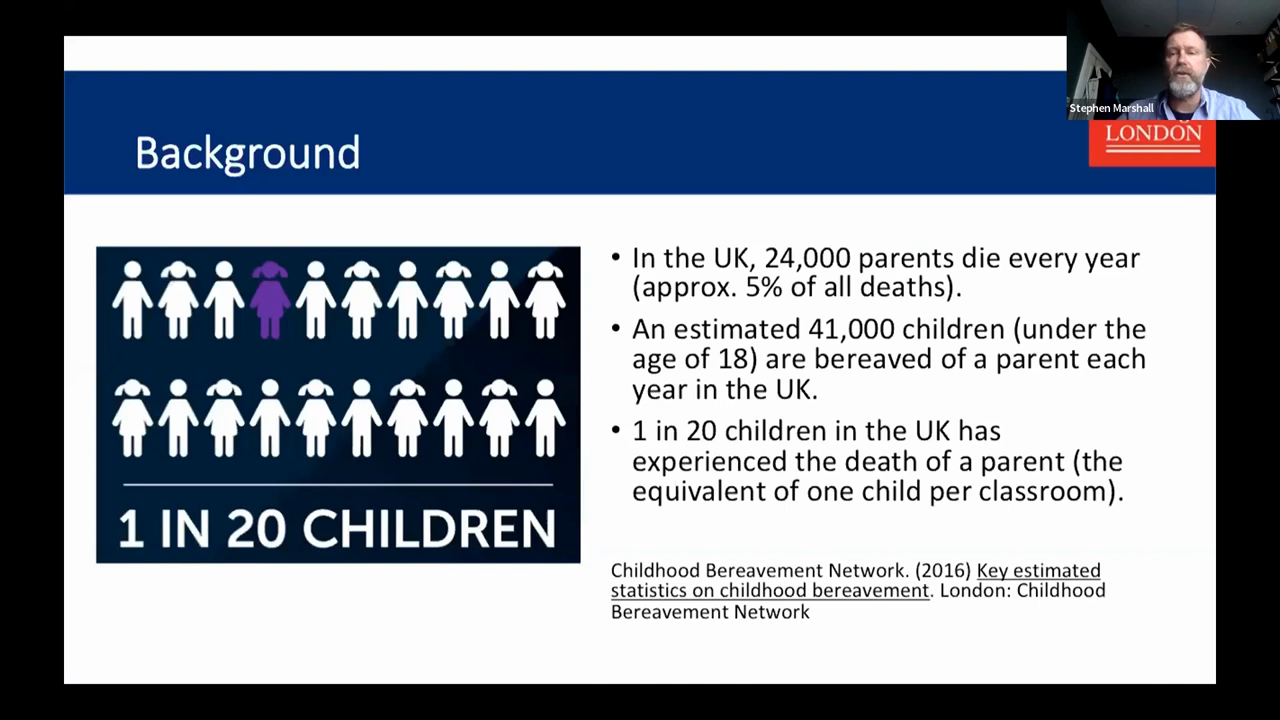 Stephen Marshall
LONDON
Background
1 IN 20 CHILDREN
• In the UK, 24,000 parents die every year
(approx. 5% of all deaths).
• An estimated 41,000 children (under the
age of 18) are bereaved of a parent each
year in the UK.
• 1 in 20 children in the UK has
experienced the death of a parent (the
equivalent of one child per classroom).
Childhood Bereavement Network. (2016) Key estimated
statistics on childhood bereavement. London: Childhood
Bereavement Network